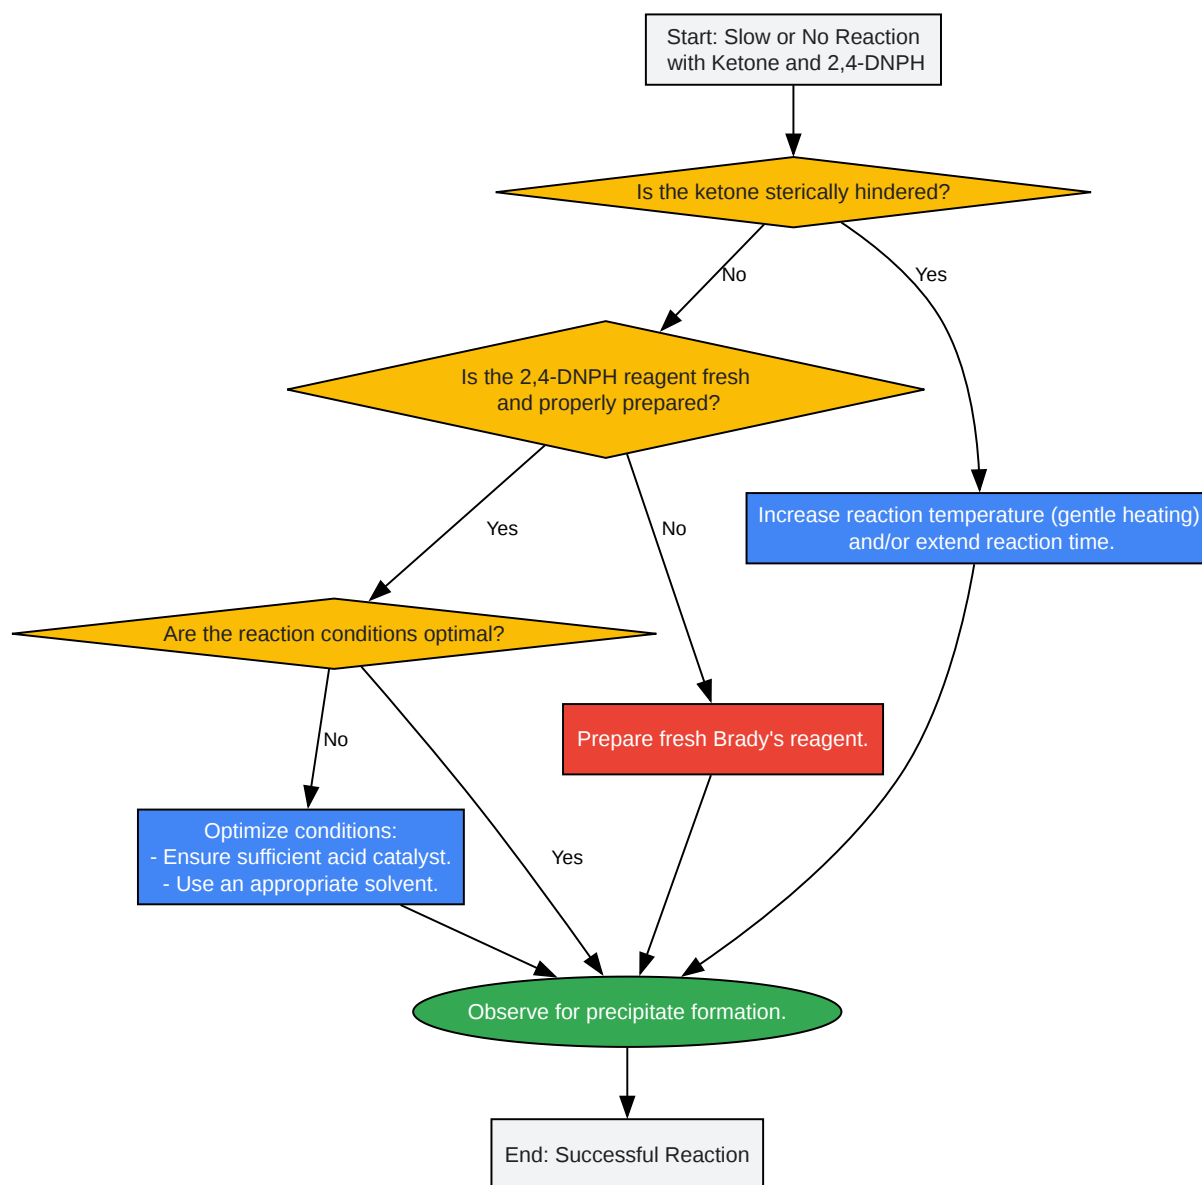 Start: Slow or No Reaction
with Ketone and 2,4-DNPH
Is the ketone sterically hindered?
No
Yes
Is the 2,4-DNPH reagent fresh
and properly prepared?
Yes
No
Increase reaction temperature (gentle heating)
and/or extend reaction time.
Are the reaction conditions optimal?
No
Yes
Prepare fresh Brady's reagent.
Optimize conditions:
- Ensure sufficient acid catalyst.
- Use an appropriate solvent.
Observe for precipitate formation.
End: Successful Reaction